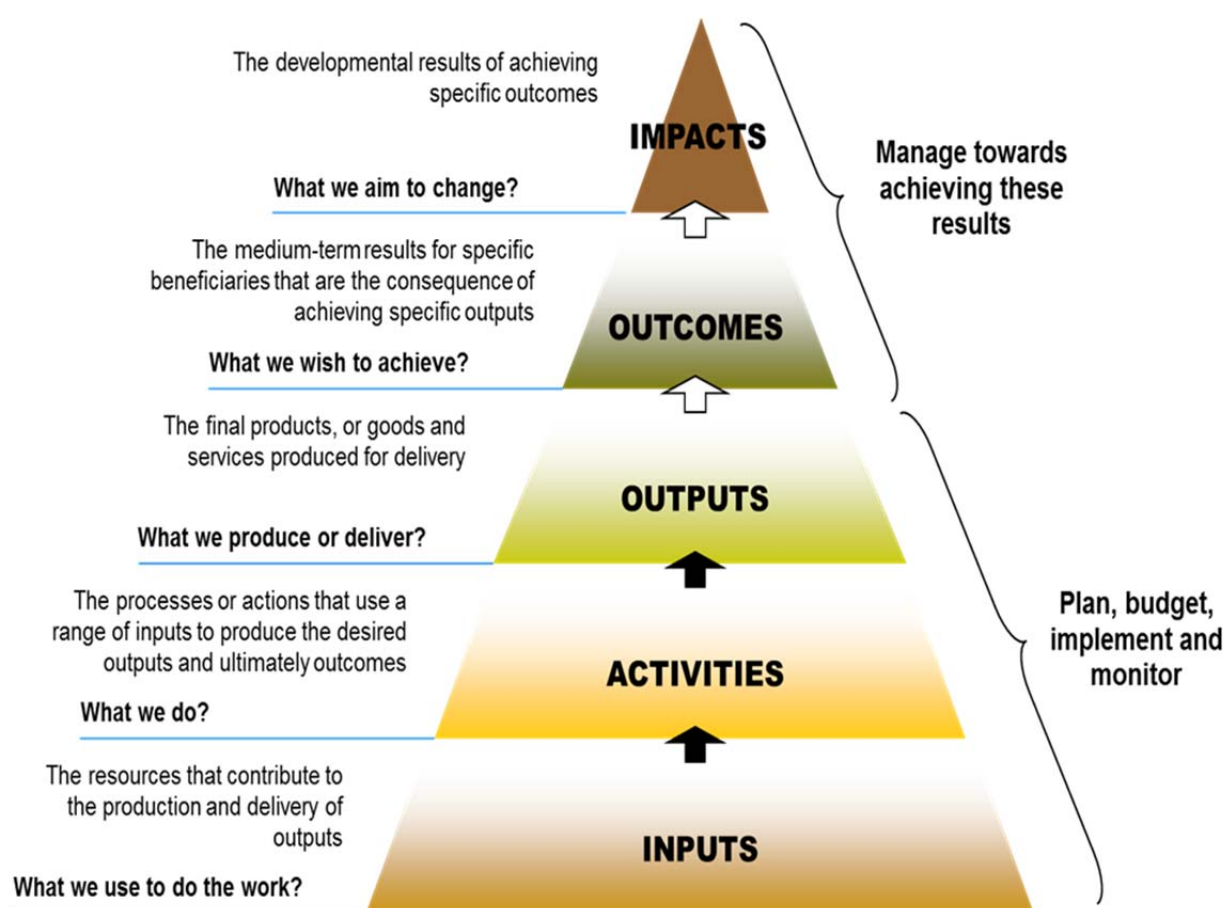 The developmental results of achieving
specific outcomes
IMPACTS
What we aim to change?
Manage towards
achieving these
results
The medium-term results for specific
beneficiaries that are the consequence of
achieving specific outputs
OUTCOMES
What we wish to achieve?
The final products, or goods and
services produced for delivery
OUTPUTS
What we produce or deliver?
The processes or actions that use a
range of inputs to produce the desired
outputs and ultimately outcomes
ACTIVITIES
What we do?
Plan, budget,
implement and
monitor
The resources that contribute to
the production and delivery of
outputs
INPUTS
What we use to do the work?